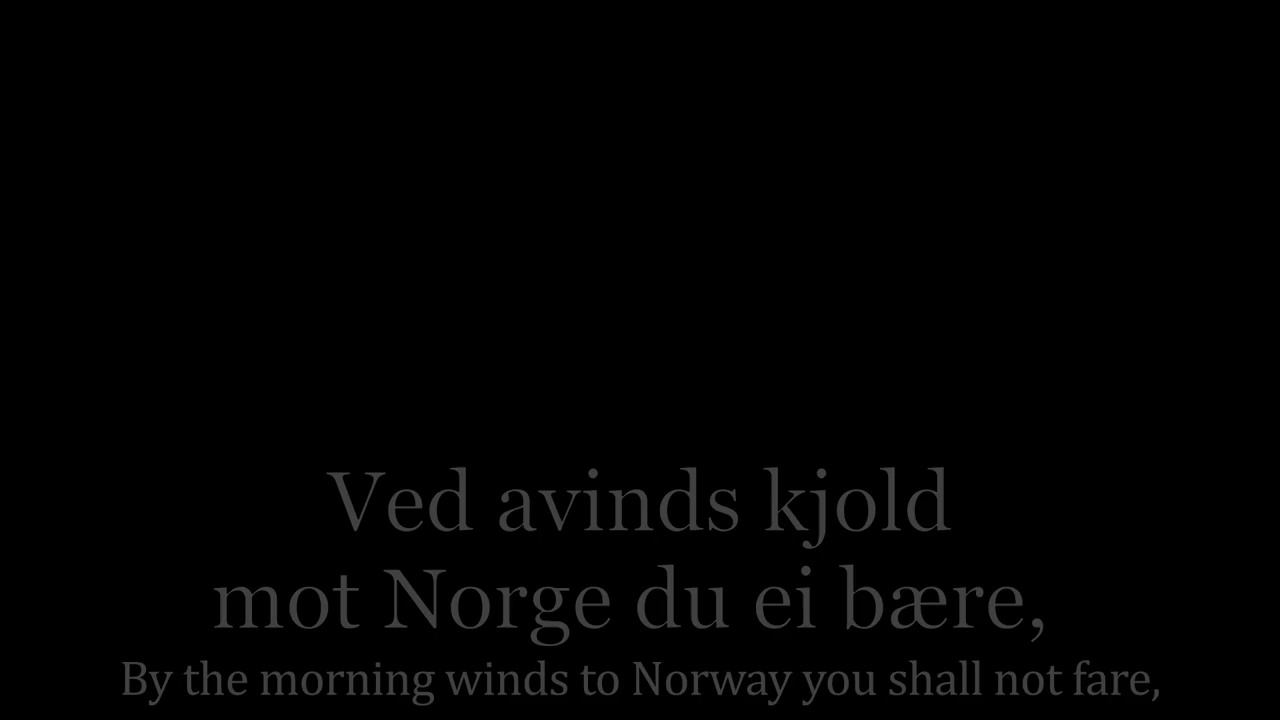 Ved avinds kjold
mot Norge du ei bære,
By the morning winds to Norway you shall not fare,